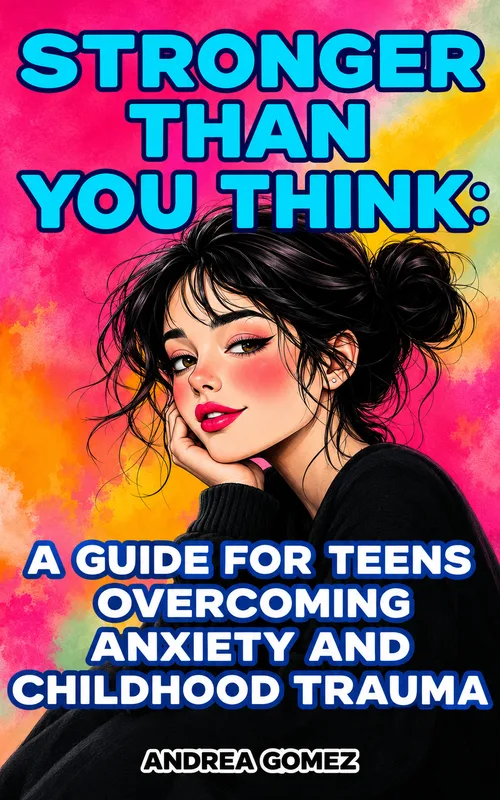 STRONGER
THAN
YOU THINK:
A GUIDE FOR TEENS
OVERCOMING
ANXIETY AND
CHILDHOOD TRAUMA
ANDREA GOMEZ